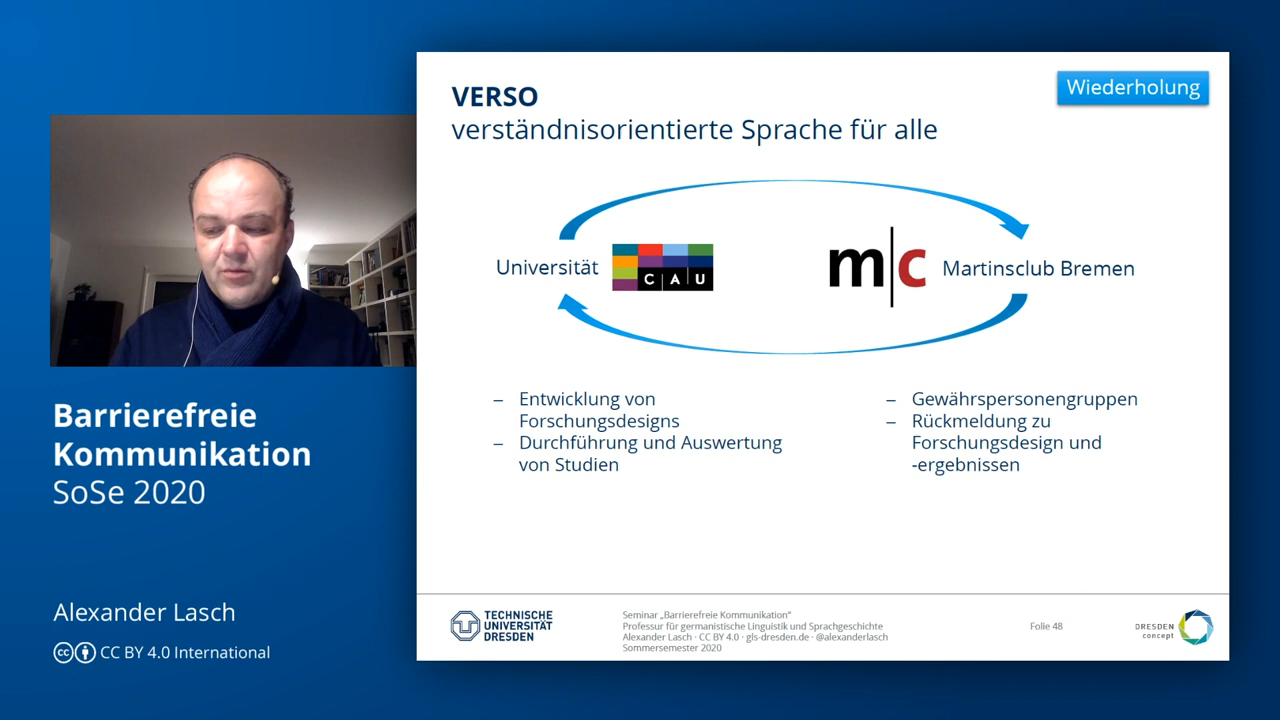 VERSO
verständnisorientierte Sprache für alle
Wiederholung
Universität
CAU
m|c
Martinsclub Bremen
– Entwicklung von
Forschungsdesigns
– Durchführung und Auswertung
von Studien
– Gewährspersonengruppen
– Rückmeldung zu
Forschungsdesign und
-ergebnissen
Barrierefreie
Kommunikation
SoSe 2020
Alexander Lasch
CC BY 4.0 International
TECHNISCHE
UNIVERSITÄT
DRESDEN
Seminar „Barrierefreie Kommunikation“
Professur für germanistische Linguistik und Sprachgeschichte
Alexander Lasch · CC BY 4.0 · gls-dresden.de · @alexanderlasch
Sommersemester 2020
Folie 48
DRESDEN
concept